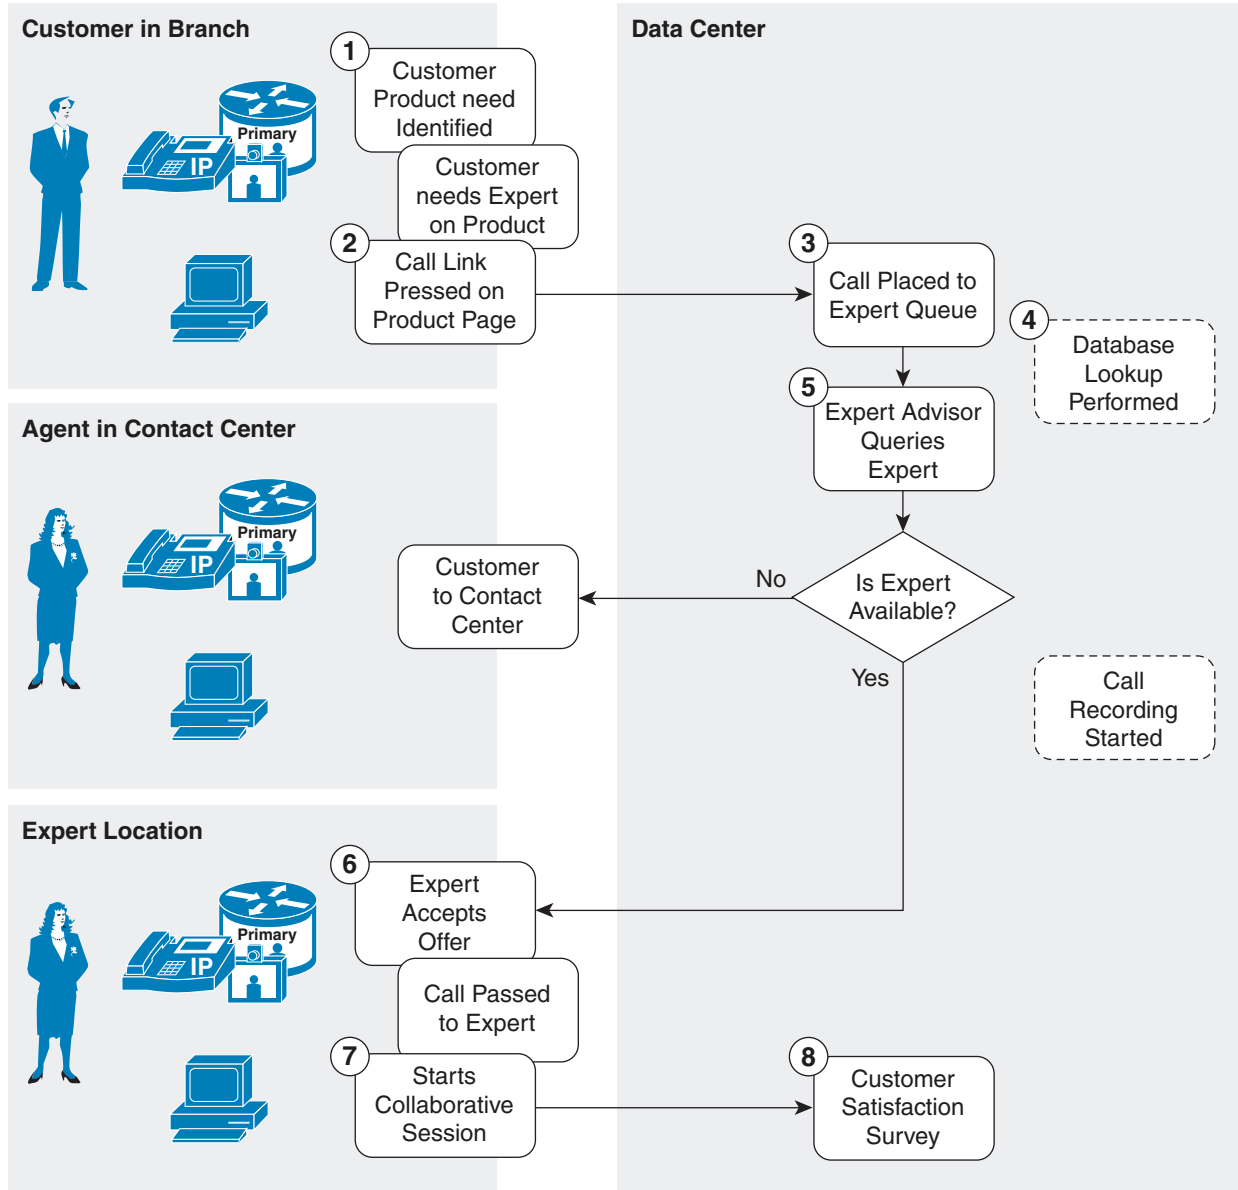 Customer in Branch
1
Customer
Product need
Identified
Primary
IP
Customer
needs Expert
on Product
2
Call Link
Pressed on
Product Page
Data Center
3
Call Placed to
Expert Queue
4
Database
Lookup
Performed
5
Expert Advisor
Queries
Expert
Is Expert
Available?
No
Yes
Call
Recording
Started
Agent in Contact Center
Primary
IP
Customer
to Contact
Center
Expert Location
6
Expert
Accepts
Offer
Primary
IP
Call Passed
to Expert
7
Starts
Collaborative
Session
8
Customer
Satisfaction
Survey